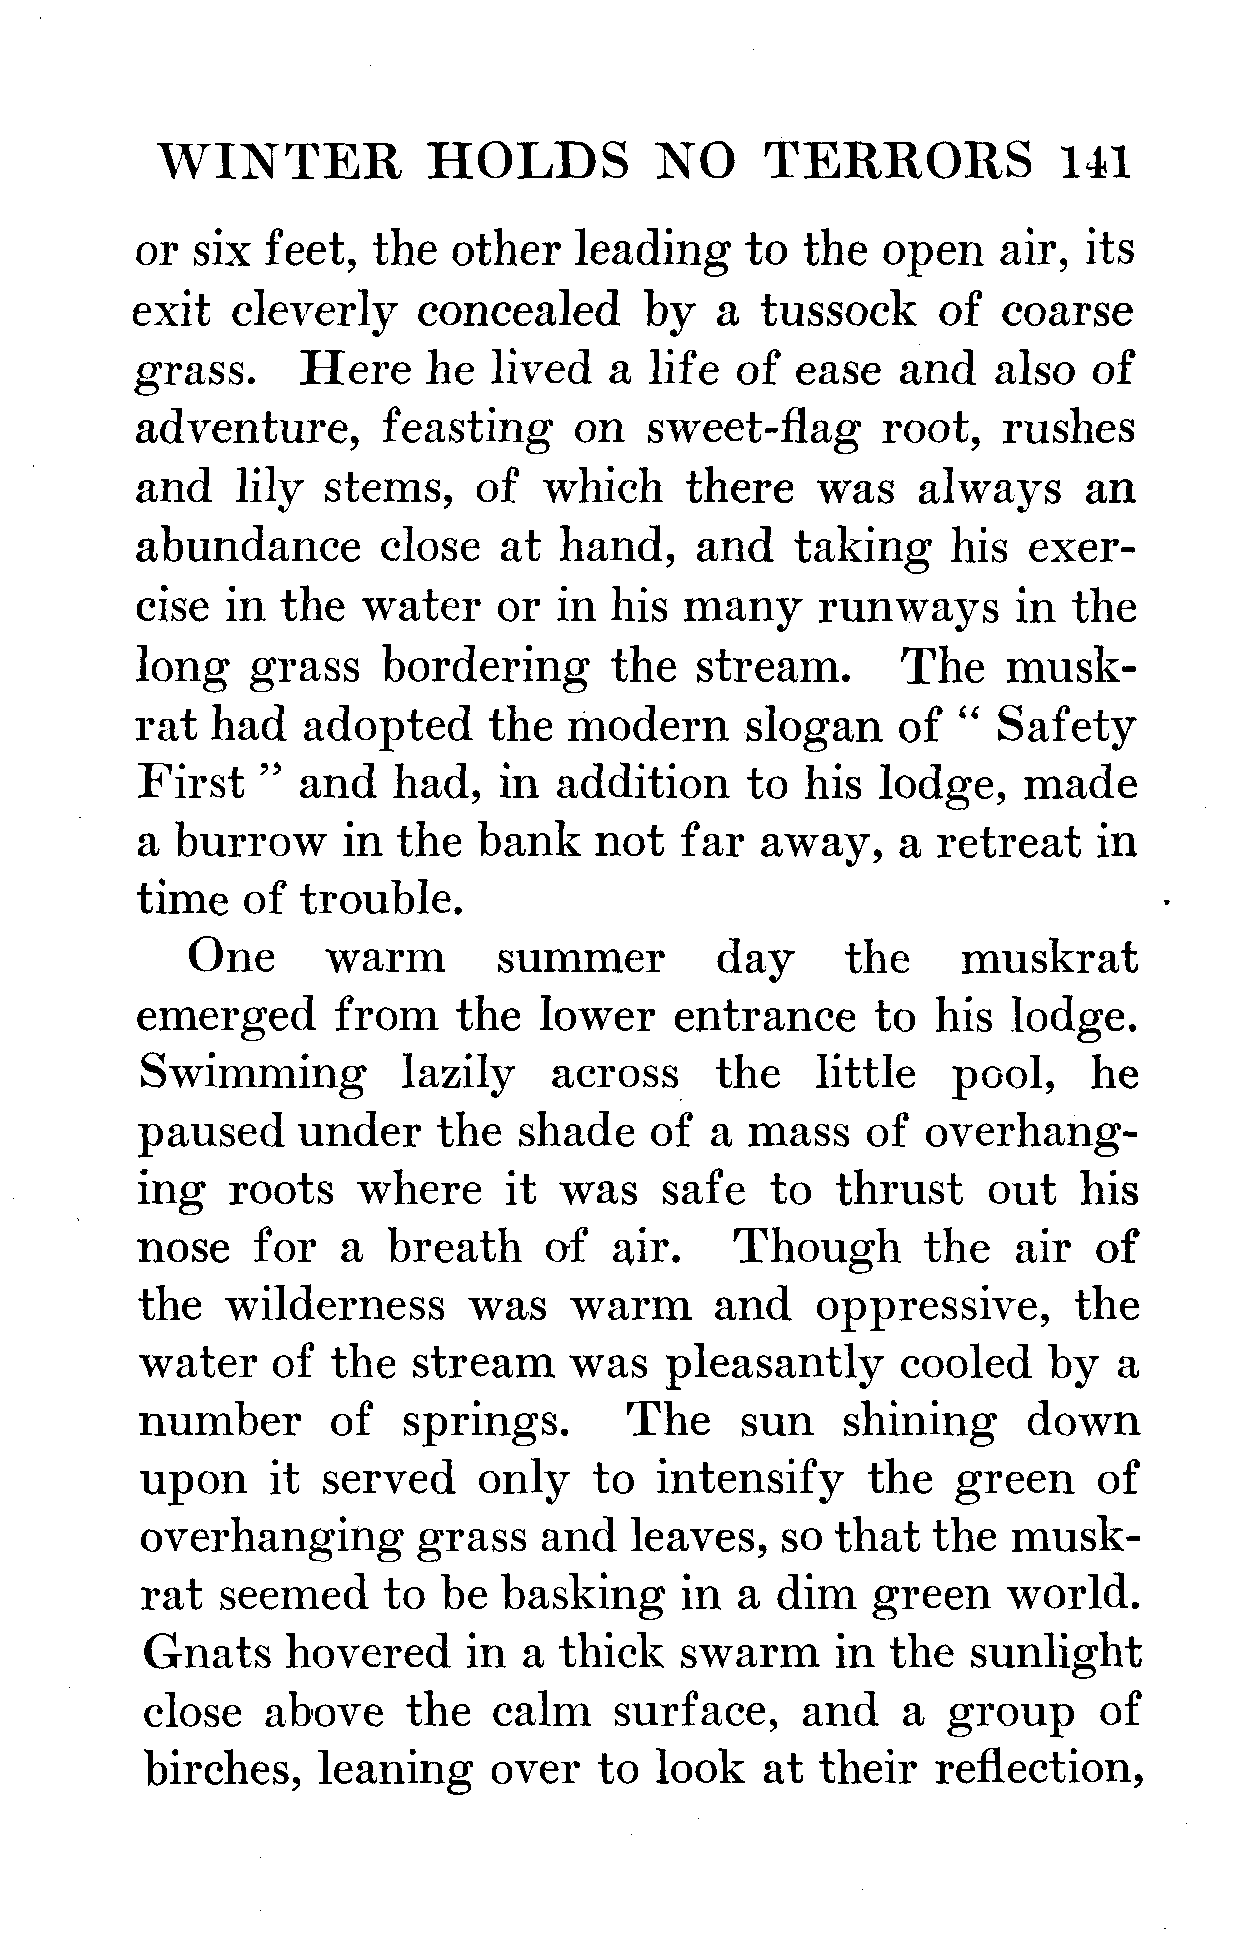 WINTER HOLDS NO TERRORS 141
or six feet, the other leading to the open air, its
exit cleverly concealed by a tussock of coarse
grass. Here he lived a life of ease and also of
adventure, feasting on sweet-flag root, rushes
and lily stems, of which there was always an
abundance close at hand, and taking his exer-
cise in the water or in his many runways in the
long grass bordering the stream. The musk-
rat had adopted the modern slogan of “ Safety
First ” and had, in addition to his lodge, made
a burrow in the bank not far away, a retreat in
time of trouble.
One warm summer day the muskrat
emerged from the lower entrance to his lodge.
Swimming lazily across the little pool, he
paused under the shade of a mass of overhang-
ing roots where it was safe to thrust out his
nose for a breath of air. Though the air of
the wilderness was warm and oppressive, the
water of the stream was pleasantly cooled by a
number of springs. The sun shining down
upon it served only to intensify the green of
overhanging grass and leaves, so that the musk-
rat seemed to be basking in a dim green world.
Gnats hovered in a thick swarm in the sunlight
close above the calm surface, and a group of
birches, leaning over to look at their reflection,